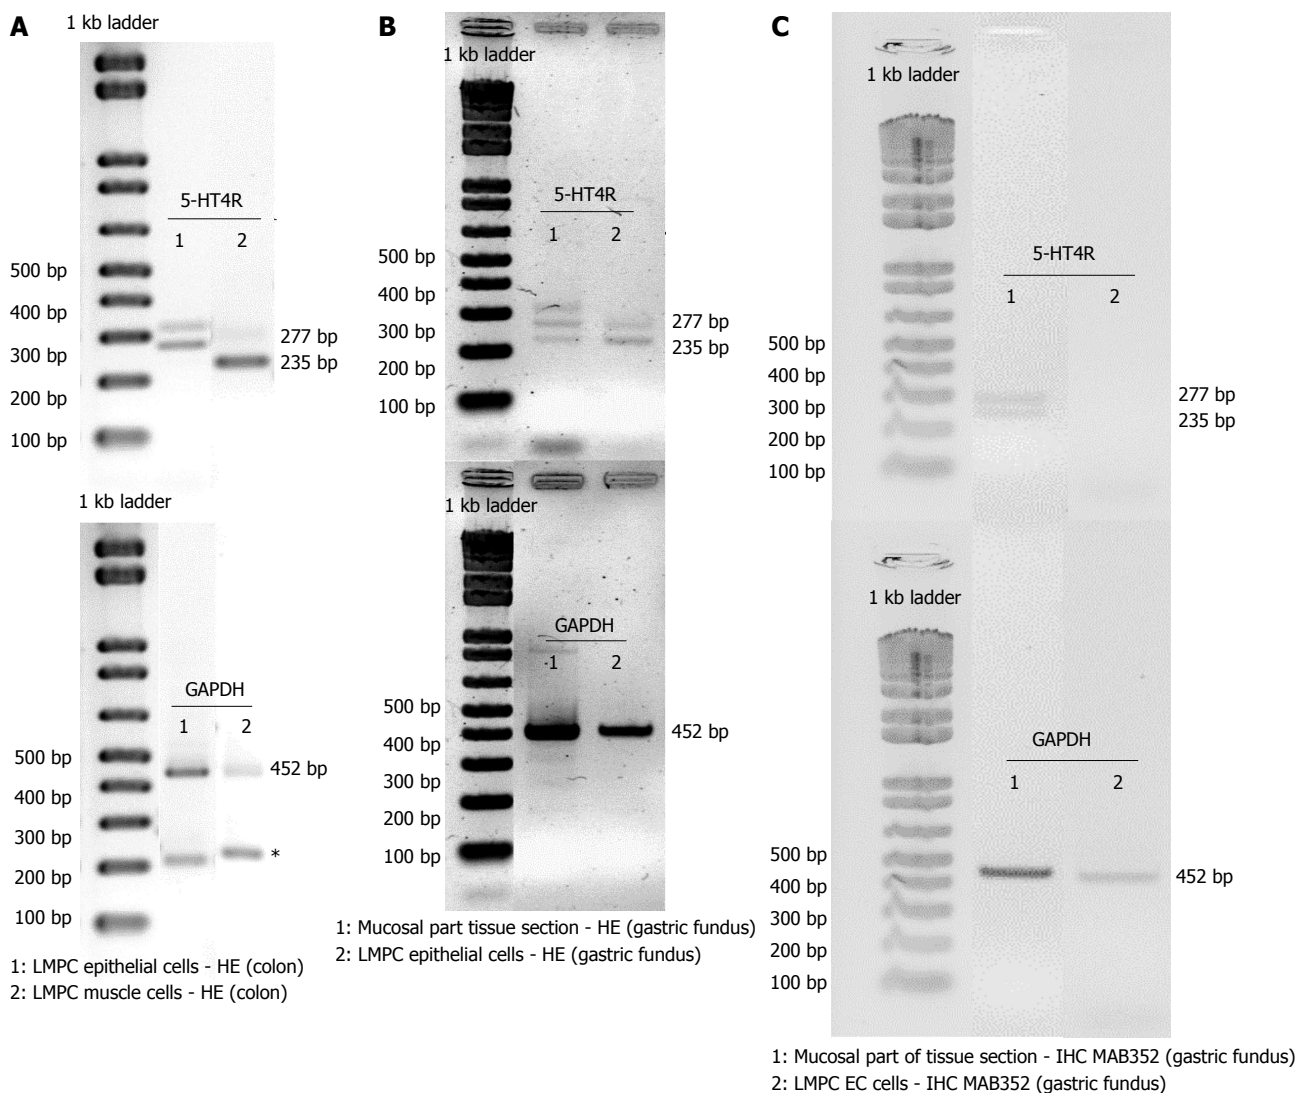 A
1 kb ladder
5-HT4R
1 2
500 bp
400 bp
300 bp
200 bp
100 bp
277 bp
235 bp
1 kb ladder
GAPDH
1 2
500 bp
400 bp
300 bp
200 bp
100 bp
452 bp
*
1: LMPC epithelial cells - HE (colon)
2: LMPC muscle cells - HE (colon)
B
1 kb ladder
5-HT4R
1 2
500 bp
400 bp
300 bp
200 bp
100 bp
277 bp
235 bp
1 kb ladder
GAPDH
1 2
500 bp
400 bp
300 bp
200 bp
100 bp
452 bp
1: Mucosal part tissue section - HE (gastric fundus)
2: LMPC epithelial cells - HE (gastric fundus)
C
1 kb ladder
5-HT4R
1 2
500 bp
400 bp
300 bp
200 bp
100 bp
277 bp
235 bp
1 kb ladder
GAPDH
1 2
500 bp
400 bp
300 bp
200 bp
100 bp
452 bp
1: Mucosal part of tissue section - IHC MAB352 (gastric fundus)
2: LMPC EC cells - IHC MAB352 (gastric fundus)